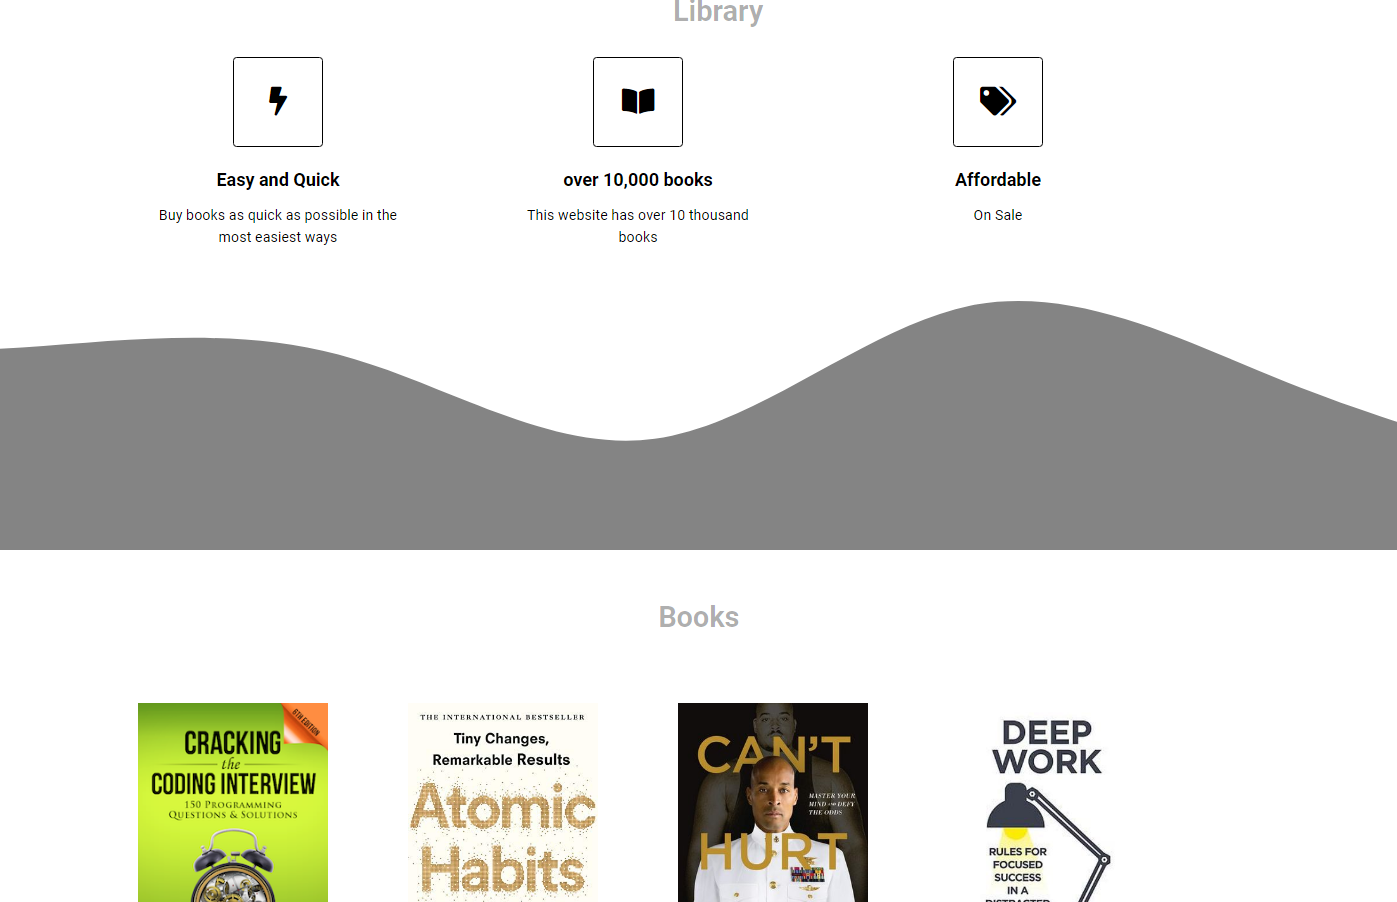 Library
Easy and Quick
over 10,000 books
Affordable
Buy books as quick as possible in the
most easiest ways
This website has over 10 thousand
books
On Sale
Books
6TH EDITION
CRACKING
the
CODING INTERVIEW
150 PROGRAMMING
QUESTIONS & SOLUTIONS
THE INTERNATIONAL BESTSELLER
Tiny Changes,
Remarkable Results
Atomic
Habits
CAN'T
MASTER YOUR
MIND AND DEFY
THE ODDS
HURT
DEEP
WORK
RULES FOR
FOCUSED
SUCCESS
IN A
DISTRACTED